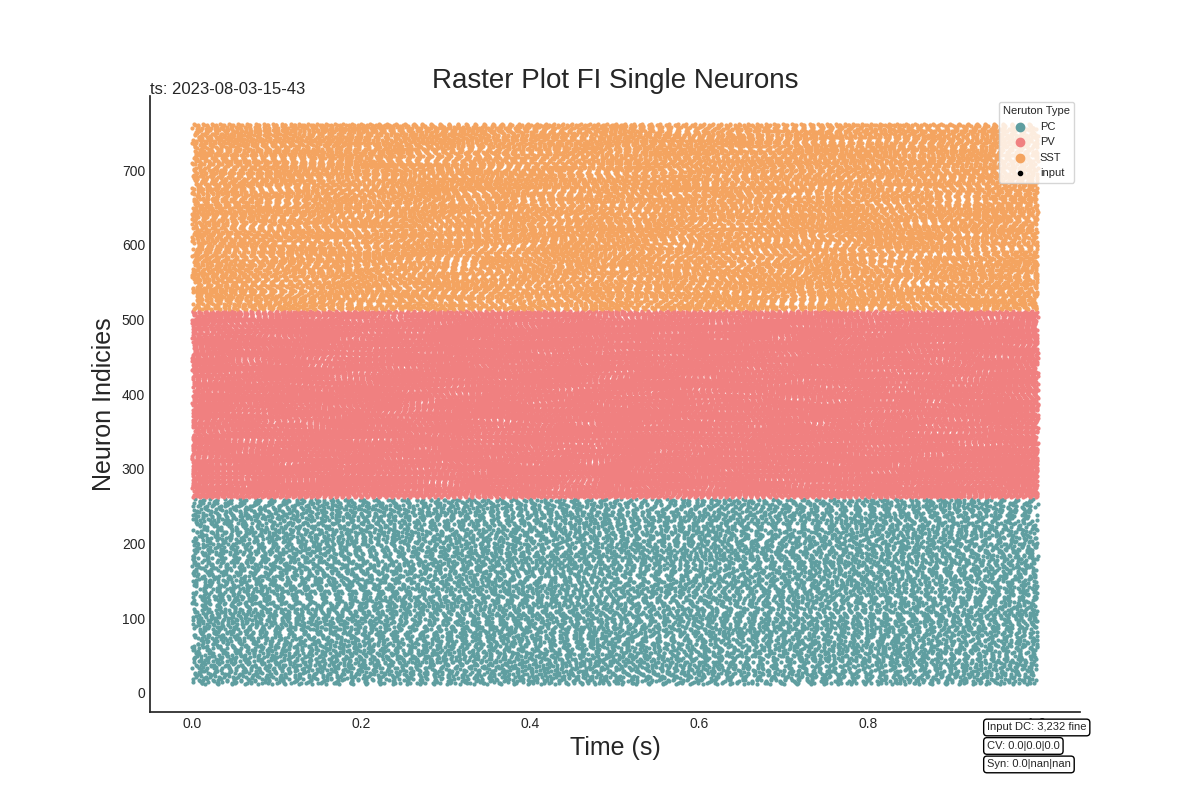 Raster Plot FI Single Neurons
ts: 2023-08-03-15-43
Neruton Type
PC
PV
SST
input
700
600
500
400
300
200
100
0
Neuron Indicies
0.0 0.2 0.4 0.6 0.8
Time (s)
Input DC: 3,232 fine
CV: 0.0|0.0|0.0
Syn: 0.0|nan|nan